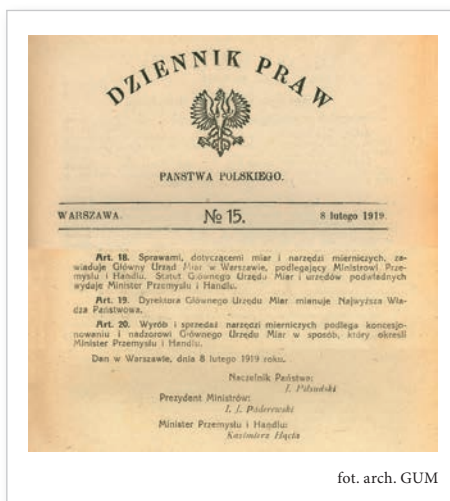 DZIENNIK PRAW
PAŃSTWA POLSKIEGO.
WARSZAWA.
№ 15.
8 lutego 1919.
Art. 18. Sprawami, dotyczącemi miar i narzędzi mierniczych, za-
wiaduje Główny Urząd Miar w Warszawie, podlegający Ministrowi Prze-
mysłu i Handlu. Statut Głównego Urzędu Miar i urzędów podwładnych
wydaje Minister Przemysłu i Handlu.
Art. 19. Dyrektora Głównego Urzędu Miar mianuje Najwyższa Wła-
dza Państwowa.
Art. 20. Wyrób i sprzedaż narzędzi mierniczych podlega koncesjo-
nowaniu i nadzorowi Głównego Urzędu Miar w sposób, który określi
Minister Przemysłu i Handlu.
Dan w Warszawie, dnia 8 lutego 1919 roku.
Naczelnik Państwa:
J. Piłsudski
Prezydent Ministrów:
I. J. Paderewski
Minister Przemysłu i Handlu:
Kazimierz Hącia
fot. arch. GUM